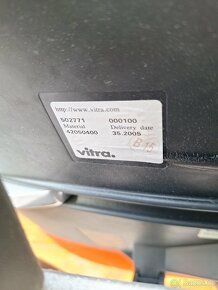 http://www.vitra.com
502771 000100
Material Delivery date
42050400 35.2005
vitra.